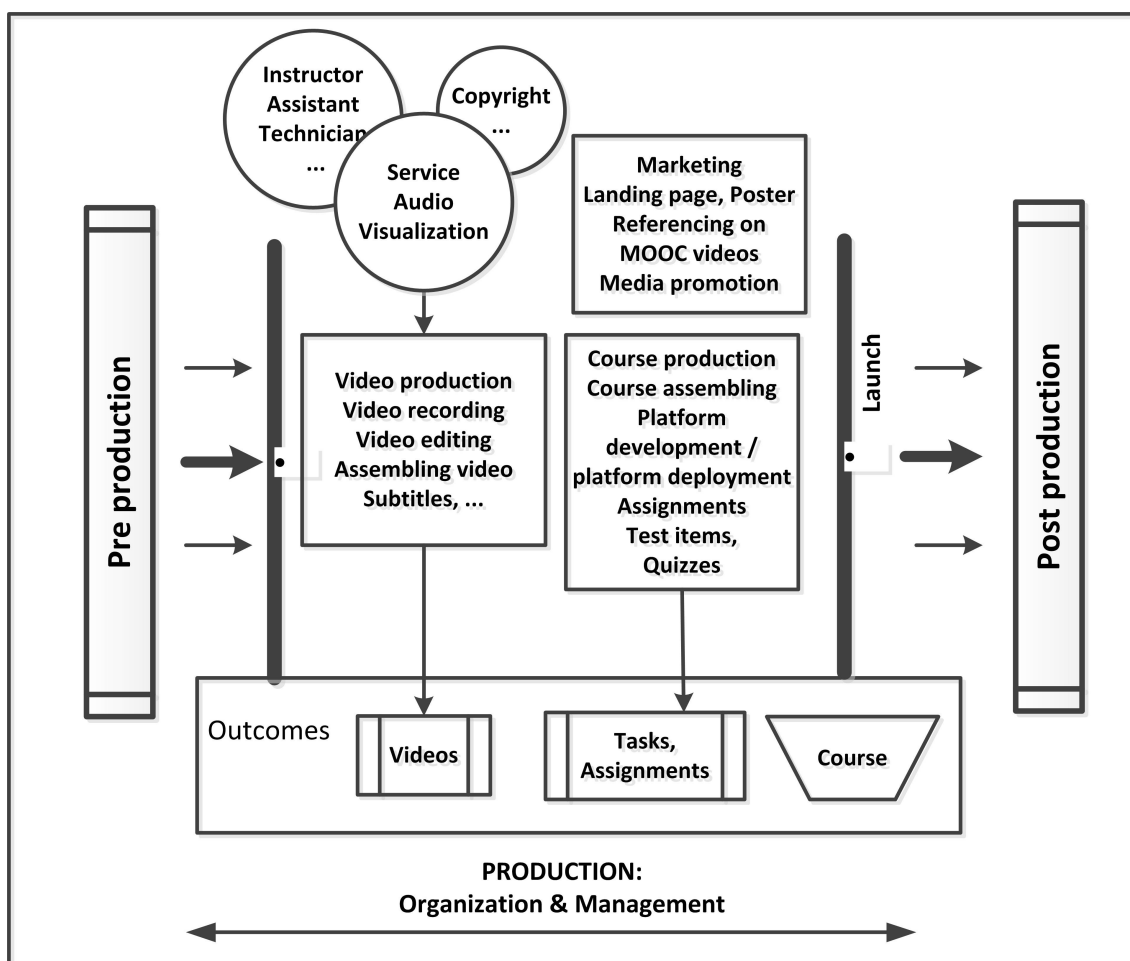 Instructor
Assistant
Technician
...
Copyright
...
Service
Audio
Visualization
Marketing
Landing page, Poster
Referencing on
MOOC videos
Media promotion
Pre production
Video production
Video recording
Video editing
Assembling video
Subtitles, ...
Course production
Course assembling
Platform
development /
platform deployment
Assignments
Test items,
Quizzes
Launch
Post production
Outcomes
Videos
Tasks,
Assignments
Course
PRODUCTION:
Organization & Management